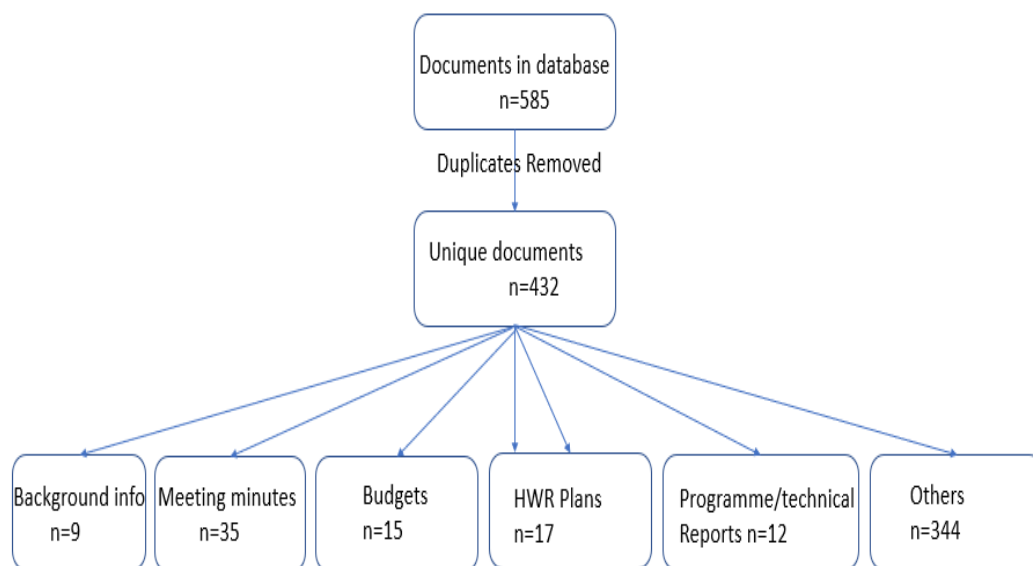 Documents in database
n=585
Duplicates Removed
Unique documents
n=432
Background info
n=9
Meeting minutes
n=35
Budgets
n=15
HWR Plans
n=17
Programme/technical
Reports n=12
Others
n=344